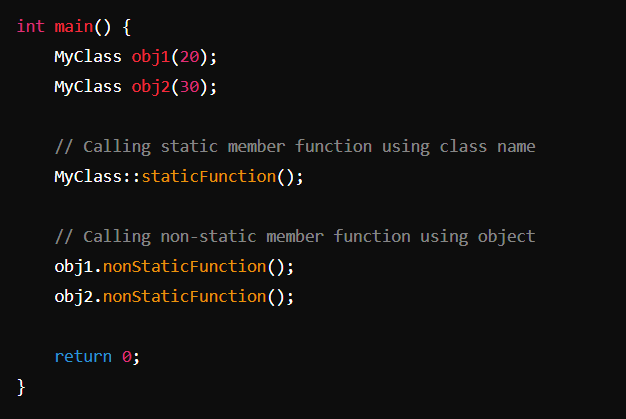 int main() {
    MyClass obj1(20);
    MyClass obj2(30);

    // Calling static member function using class name
    MyClass::staticFunction();

    // Calling non-static member function using object
    obj1.nonStaticFunction();
    obj2.nonStaticFunction();

    return 0;
}